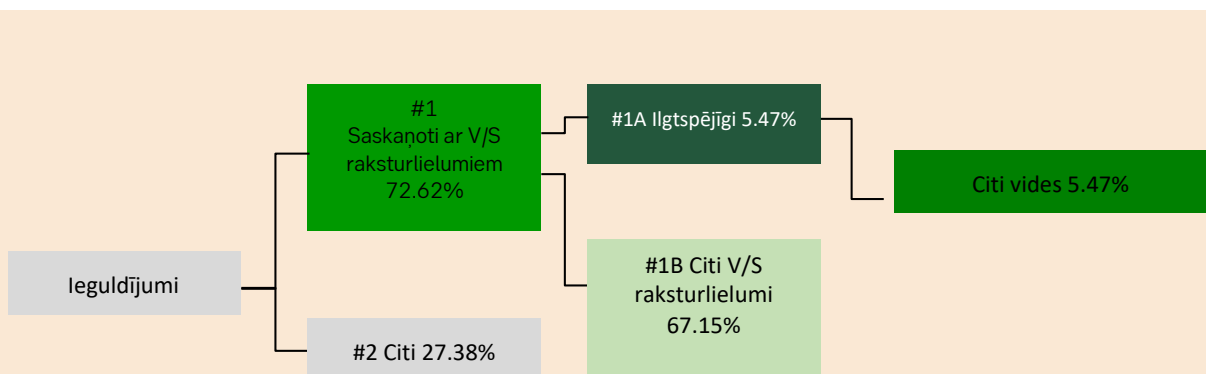 Ieguldījumi
#1
Saskaņoti ar V/S
raksturlielumiem
72.62%
#2 Citi 27.38%
#1A Ilgtspējīgi 5.47%
#1B Citi V/S
raksturlielumi
67.15%
Citi vides 5.47%